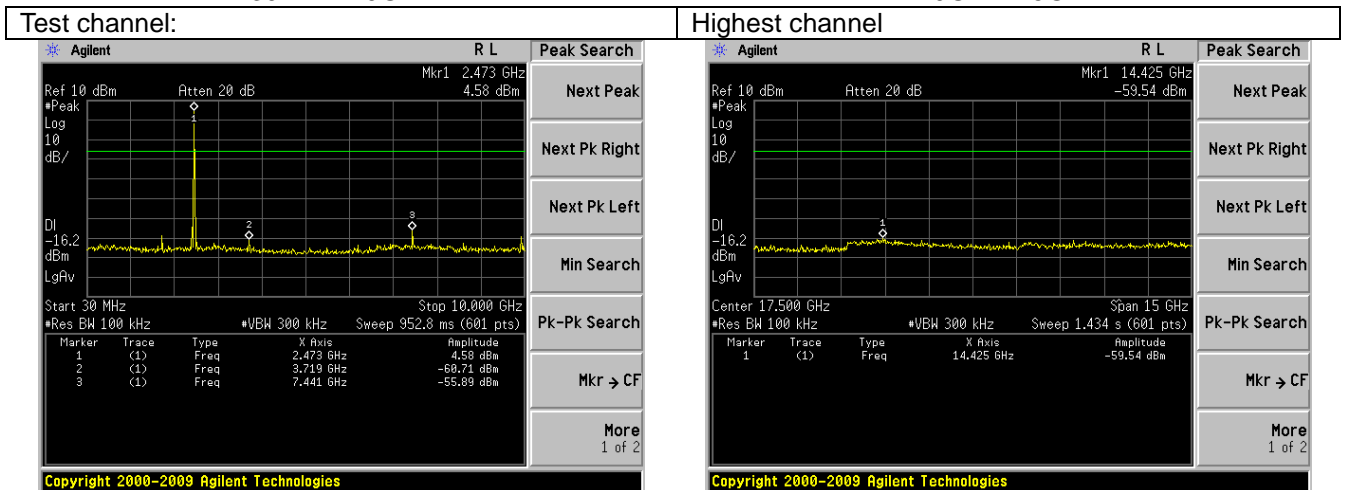 Test channel: Highest channel
Agilent R L Peak Search
Mkr1 2.473 GHz
Ref 10 dBm Atten 20 dB 4.58 dBm
#Peak
Log
10
dB/
1
2
3
DI
-16.2
dBm
LgAv
Start 30 MHz Stop 10.000 GHz
#Res BW 100 kHz #VBW 300 kHz Sweep 952.8 ms (601 pts)
Marker Trace Type X Axis Amplitude
1 (1) Freq 2.473 GHz 4.58 dBm
2 (1) Freq 3.719 GHz -60.71 dBm
3 (1) Freq 7.441 GHz -55.89 dBm
Next Peak
Next Pk Right
Next Pk Left
Min Search
Pk-Pk Search
Mkr → CF
More
1 of 2
Copyright 2000-2009 Agilent Technologies
Agilent R L Peak Search
Mkr1 14.425 GHz
Ref 10 dBm Atten 20 dB -59.54 dBm
#Peak
Log
10
dB/
1
DI
-16.2
dBm
LgAv
Center 17.500 GHz Span 15 GHz
#Res BW 100 kHz #VBW 300 kHz Sweep 1.434 s (601 pts)
Marker Trace Type X Axis Amplitude
1 (1) Freq 14.425 GHz -59.54 dBm
Next Peak
Next Pk Right
Next Pk Left
Min Search
Pk-Pk Search
Mkr → CF
More
1 of 2
Copyright 2000-2009 Agilent Technologies